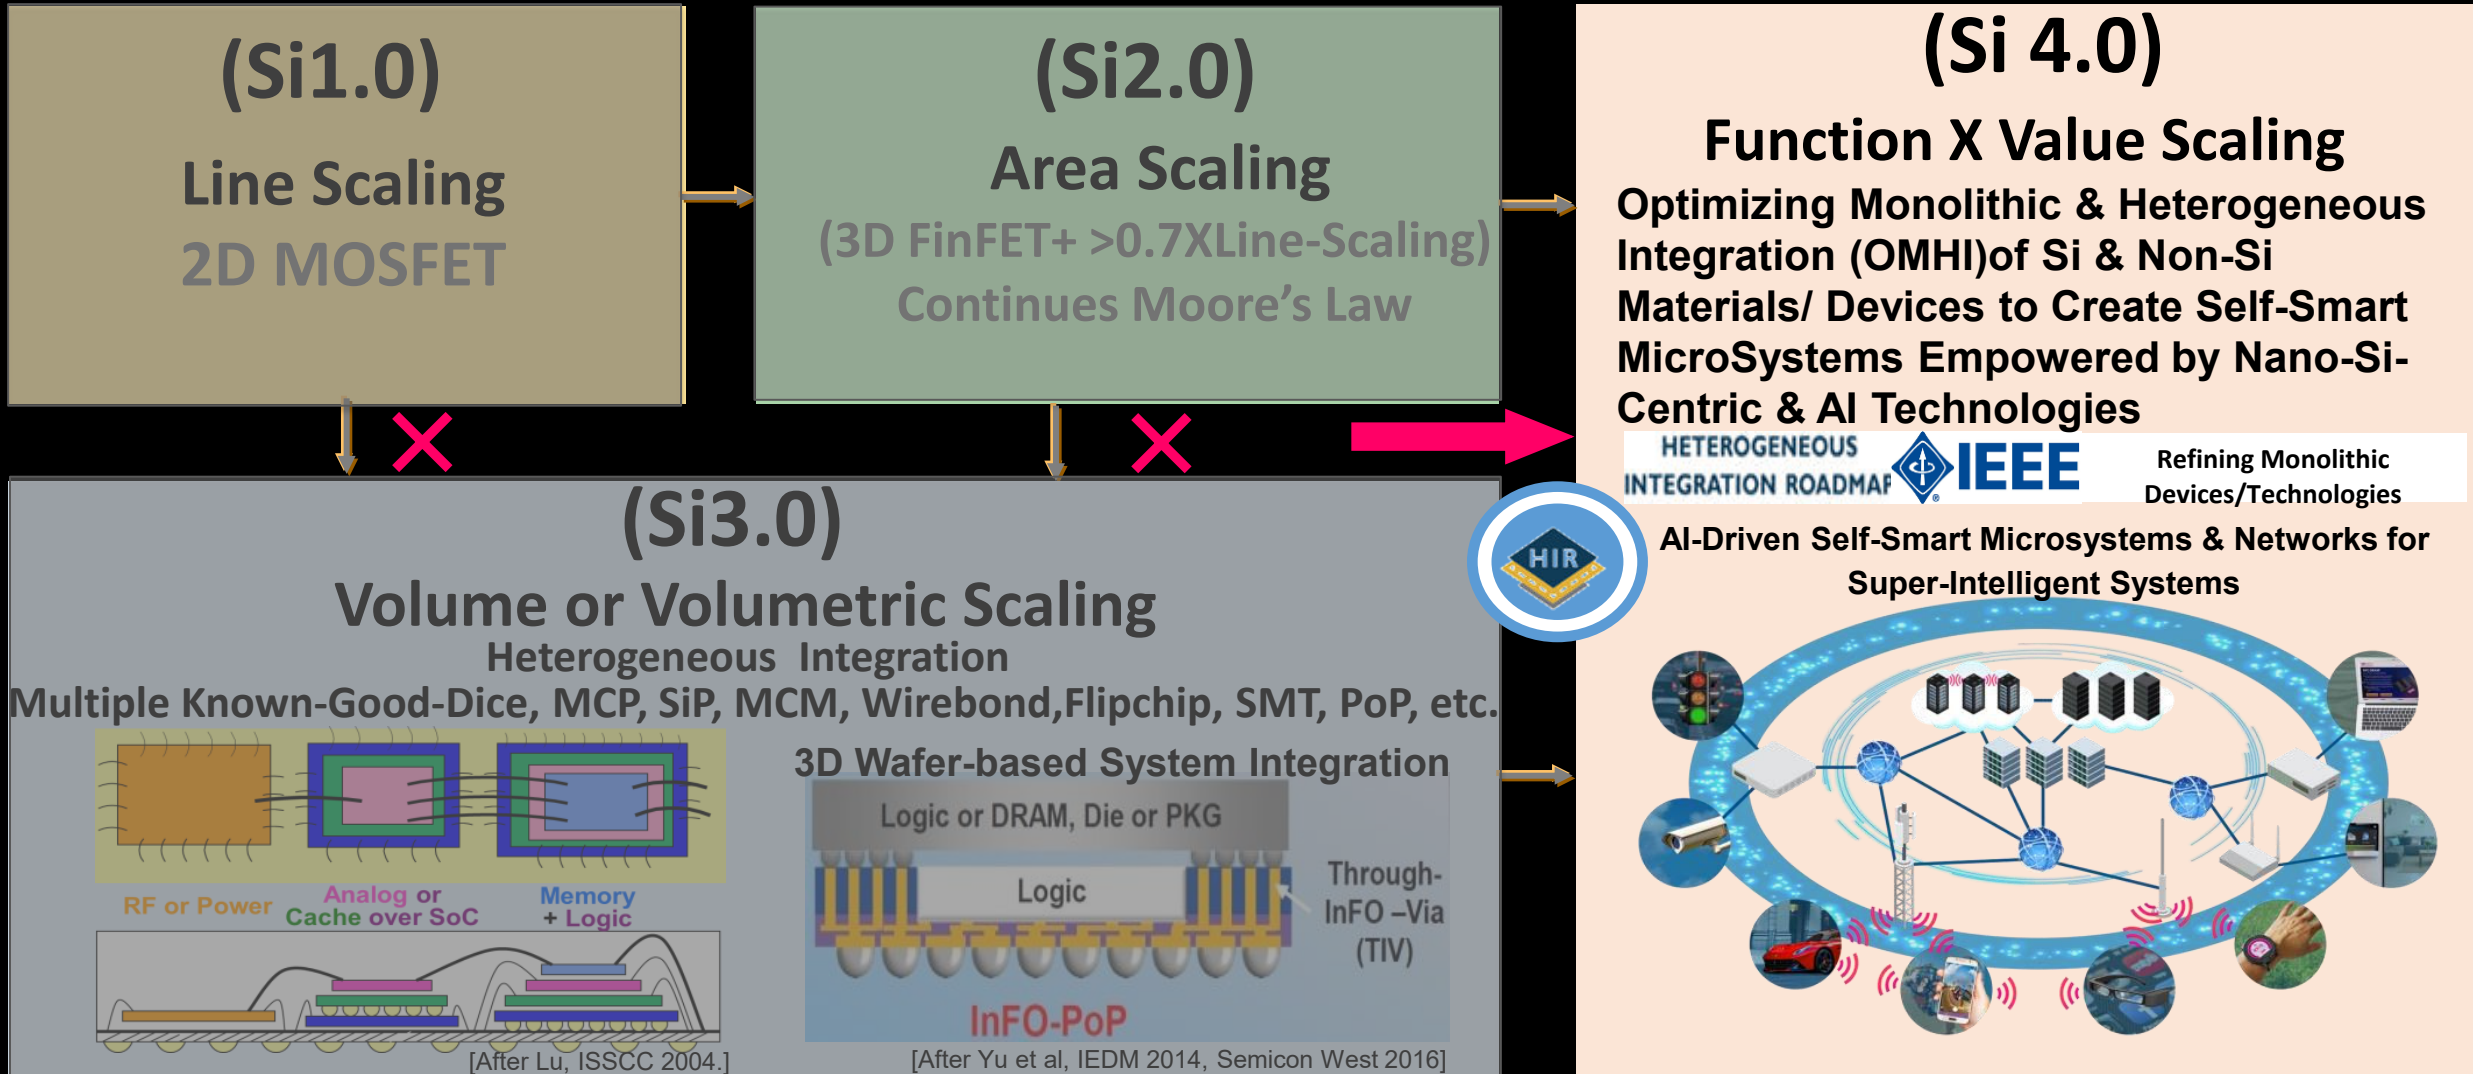 (Si1.0)
Line Scaling
2D MOSFET
(Si2.0)
Area Scaling
(3D FinFET+ >0.7XLine-Scaling)
Continues Moore’s Law
(Si 4.0)
Function X Value Scaling
Optimizing Monolithic & Heterogeneous
Integration (OMHI)of Si & Non-Si
Materials/ Devices to Create Self-Smart
MicroSystems Empowered by Nano-Si-
Centric & AI Technologies
HETEROGENEOUS
INTEGRATION ROADMAP
IEEE
®
Refining Monolithic
Devices/Technologies
HIR
AI-Driven Self-Smart Microsystems & Networks for
Super-Intelligent Systems
(Si3.0)
Volume or Volumetric Scaling
Heterogeneous Integration
Multiple Known-Good-Dice, MCP, SiP, MCM, Wirebond,Flipchip, SMT, PoP, etc.
RF or Power
Analog or
Cache over SoC
Memory
+ Logic
[After Lu, ISSCC 2004.]
3D Wafer-based System Integration
Logic or DRAM, Die or PKG
Logic
Through-
InFO –Via
(TIV)
InFO-PoP
[After Yu et al, IEDM 2014, Semicon West 2016]